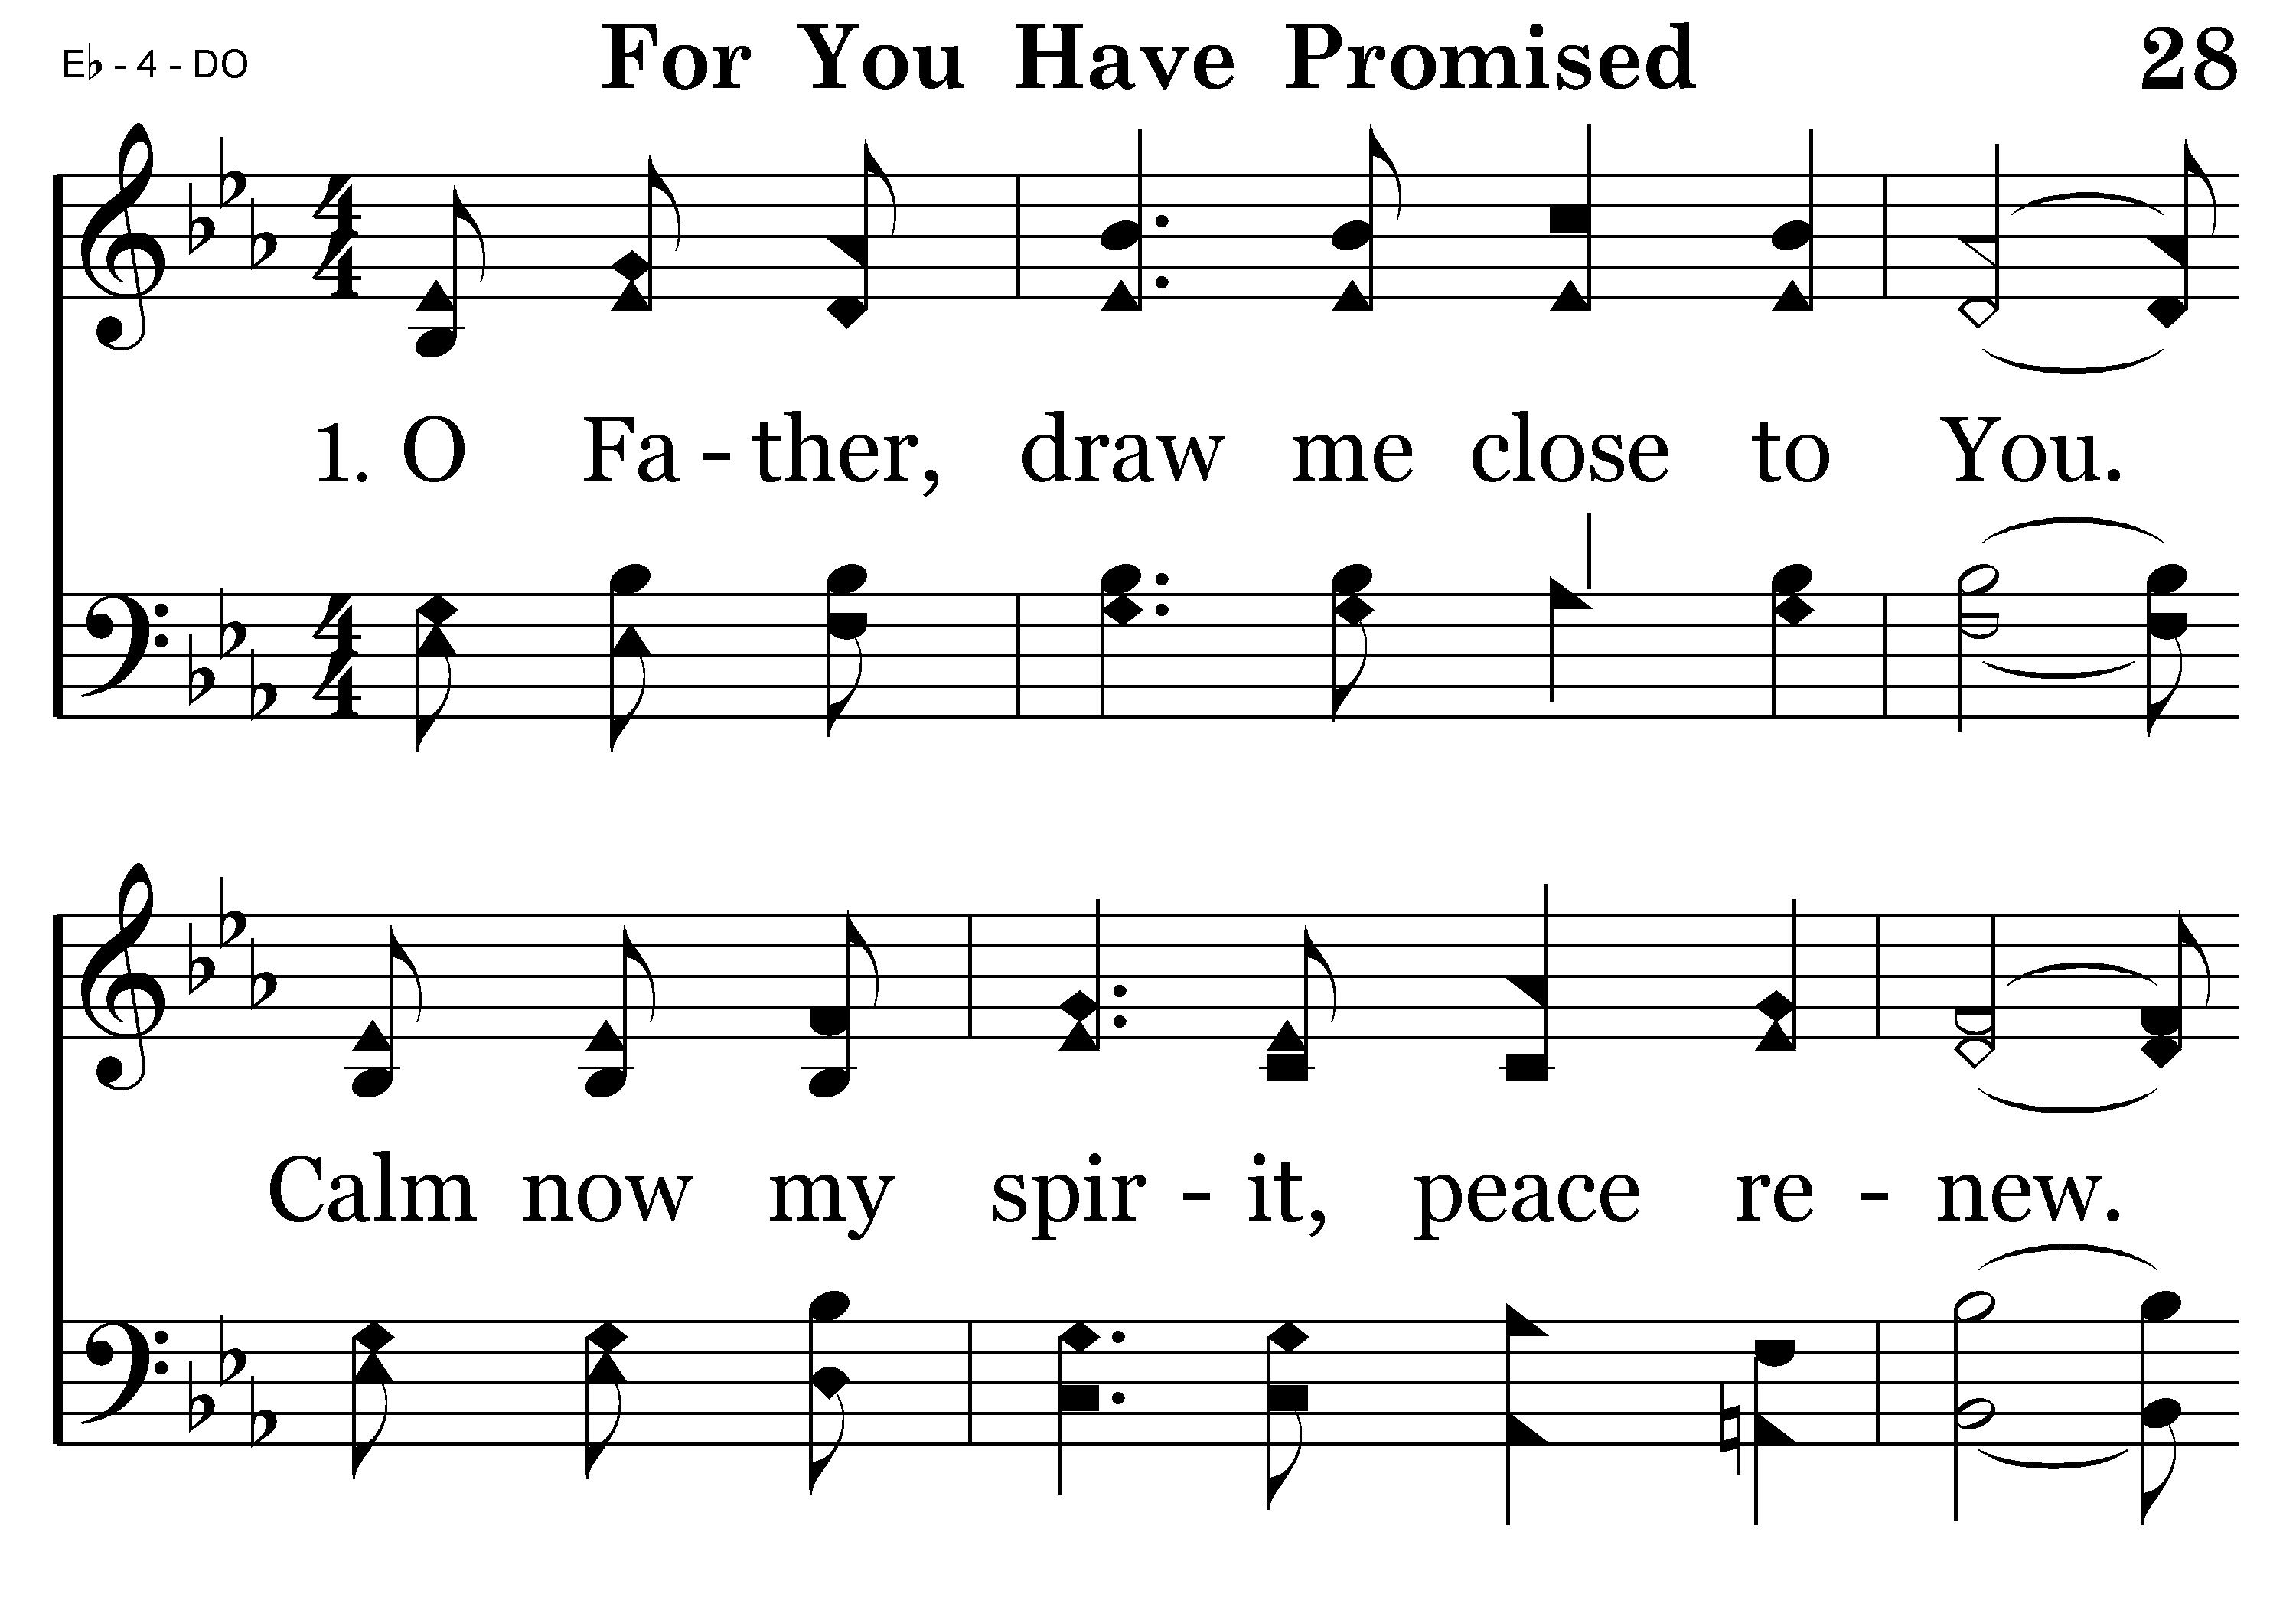 E♭ - 4 - DO For You Have Promised 28
1. O Fa - ther, draw me close to You.
Calm now my spir - it, peace re - new.